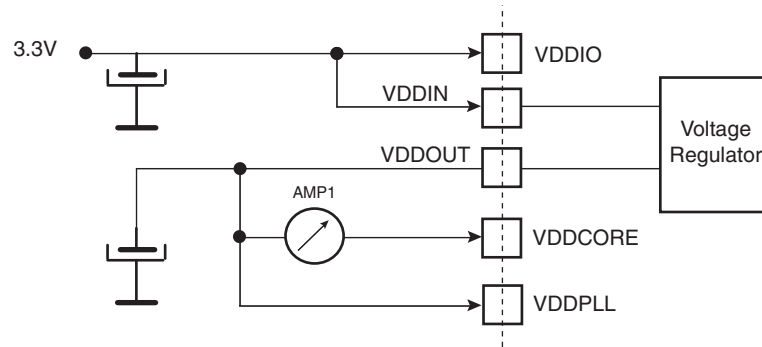 3.3V
VDDIO
VDDIN
Voltage
Regulator
VDDOUT
AMP1
VDDCORE
VDDPLL